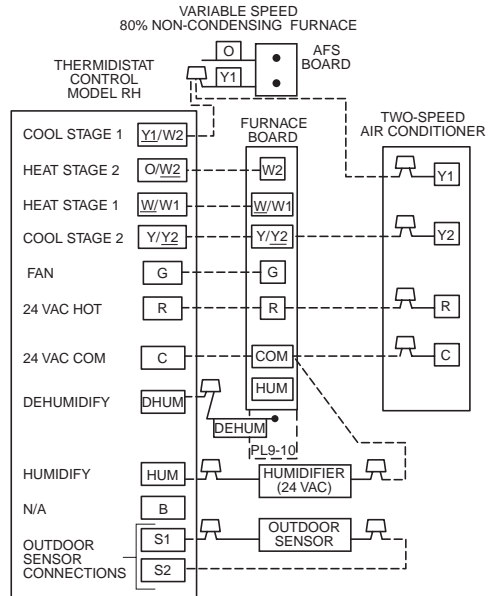 VARIABLE SPEED
80% NON-CONDENSING FURNACE
O
Y1
AFS
BOARD
THERMIDISTAT
CONTROL
MODEL RH
FURNACE
BOARD
TWO-SPEED
AIR CONDITIONER
COOL STAGE 1
Y1/W2
HEAT STAGE 2
O/W2
W2
Y1
HEAT STAGE 1
W/W1
W/W1
COOL STAGE 2
Y/Y2
Y/Y2
Y2
FAN
G
G
24 VAC HOT
R
R
R
24 VAC COM
C
COM
C
HUM
DEHUMIDIFY
DHUM
DEHUM
PL9-10
HUMIDIFY
HUM
HUMIDIFIER
(24 VAC)
N/A
B
OUTDOOR
SENSOR
CONNECTIONS
S1
S2
OUTDOOR
SENSOR